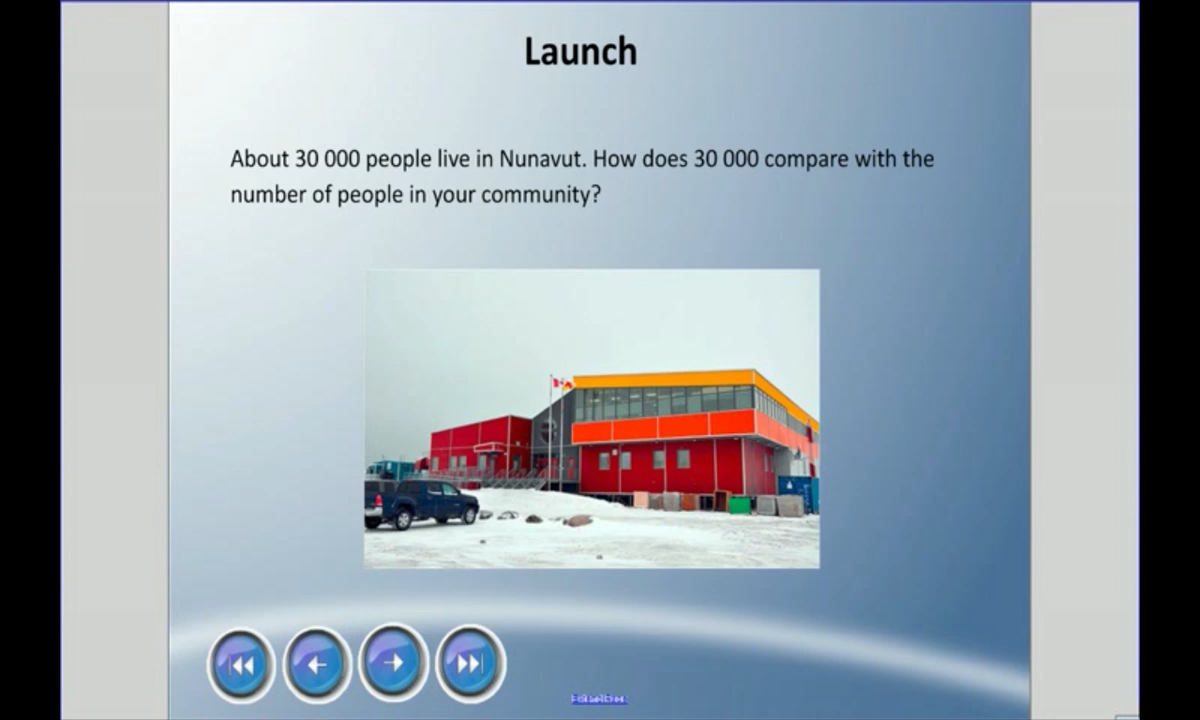 Launch
About 30 000 people live in Nunavut. How does 30 000 compare with the
number of people in your community?